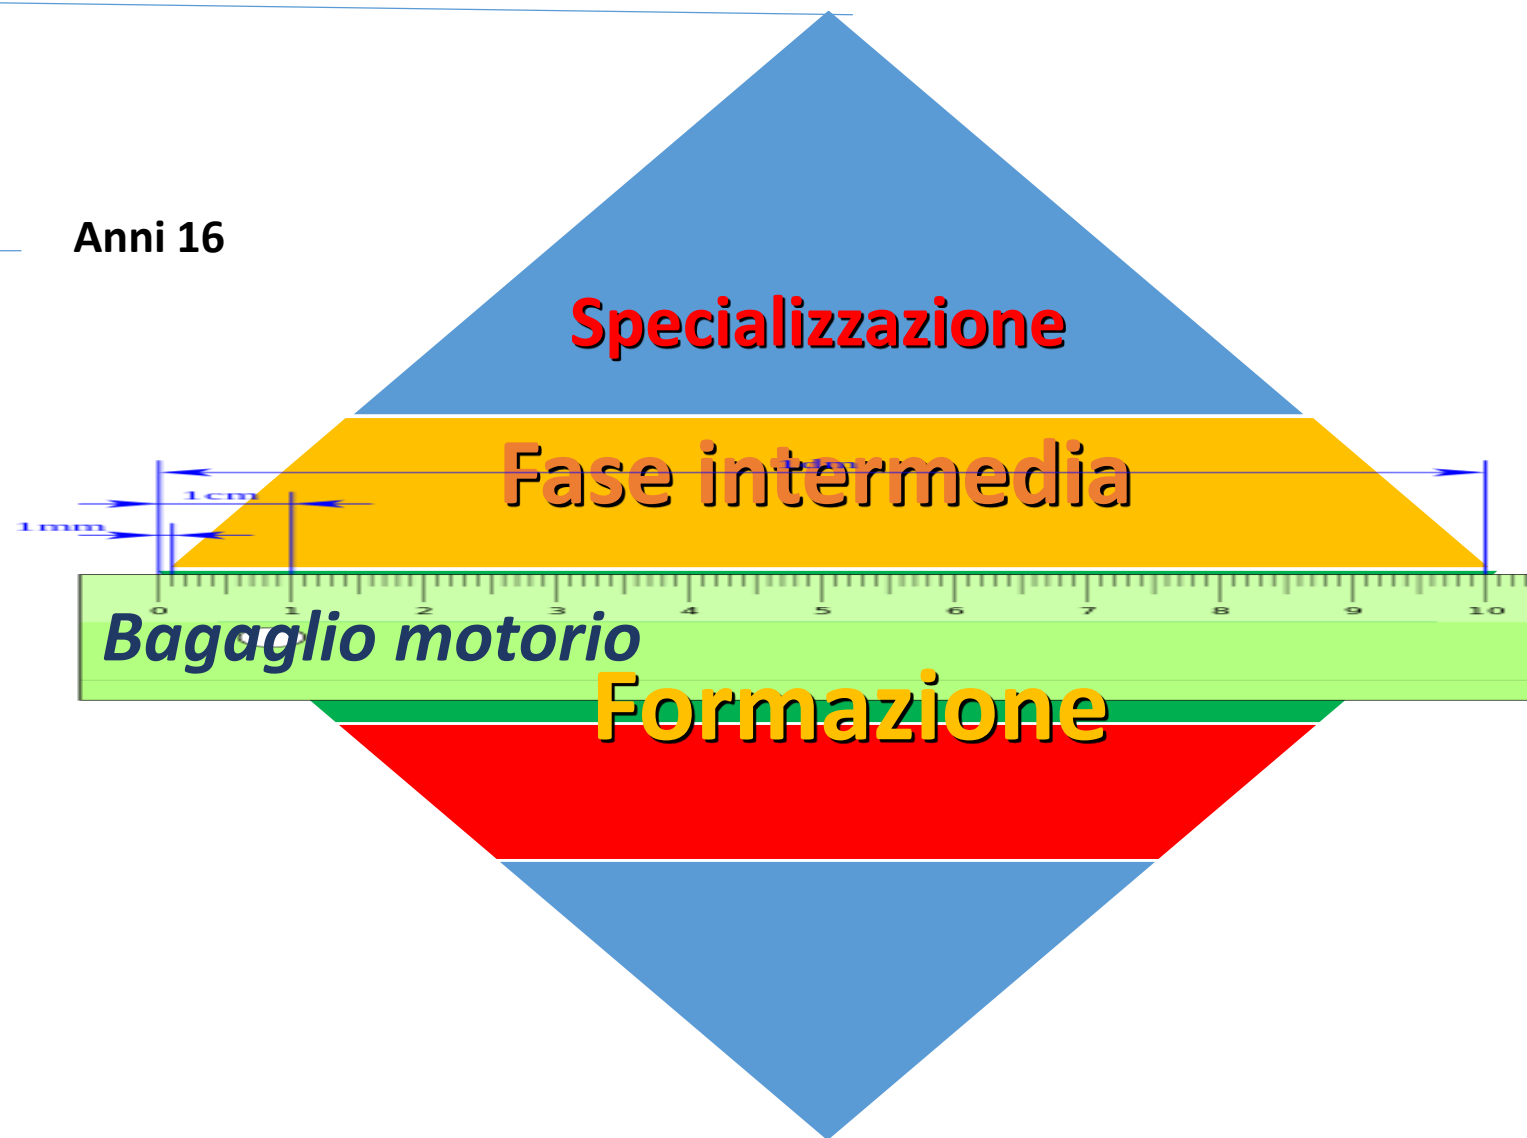 Anni 16
Specializzazione
Fase intermedia
1dm
1cm
1mm
0 1 2 3 4 5 6 7 8 9 10
Bagaglio motorio
Formazione